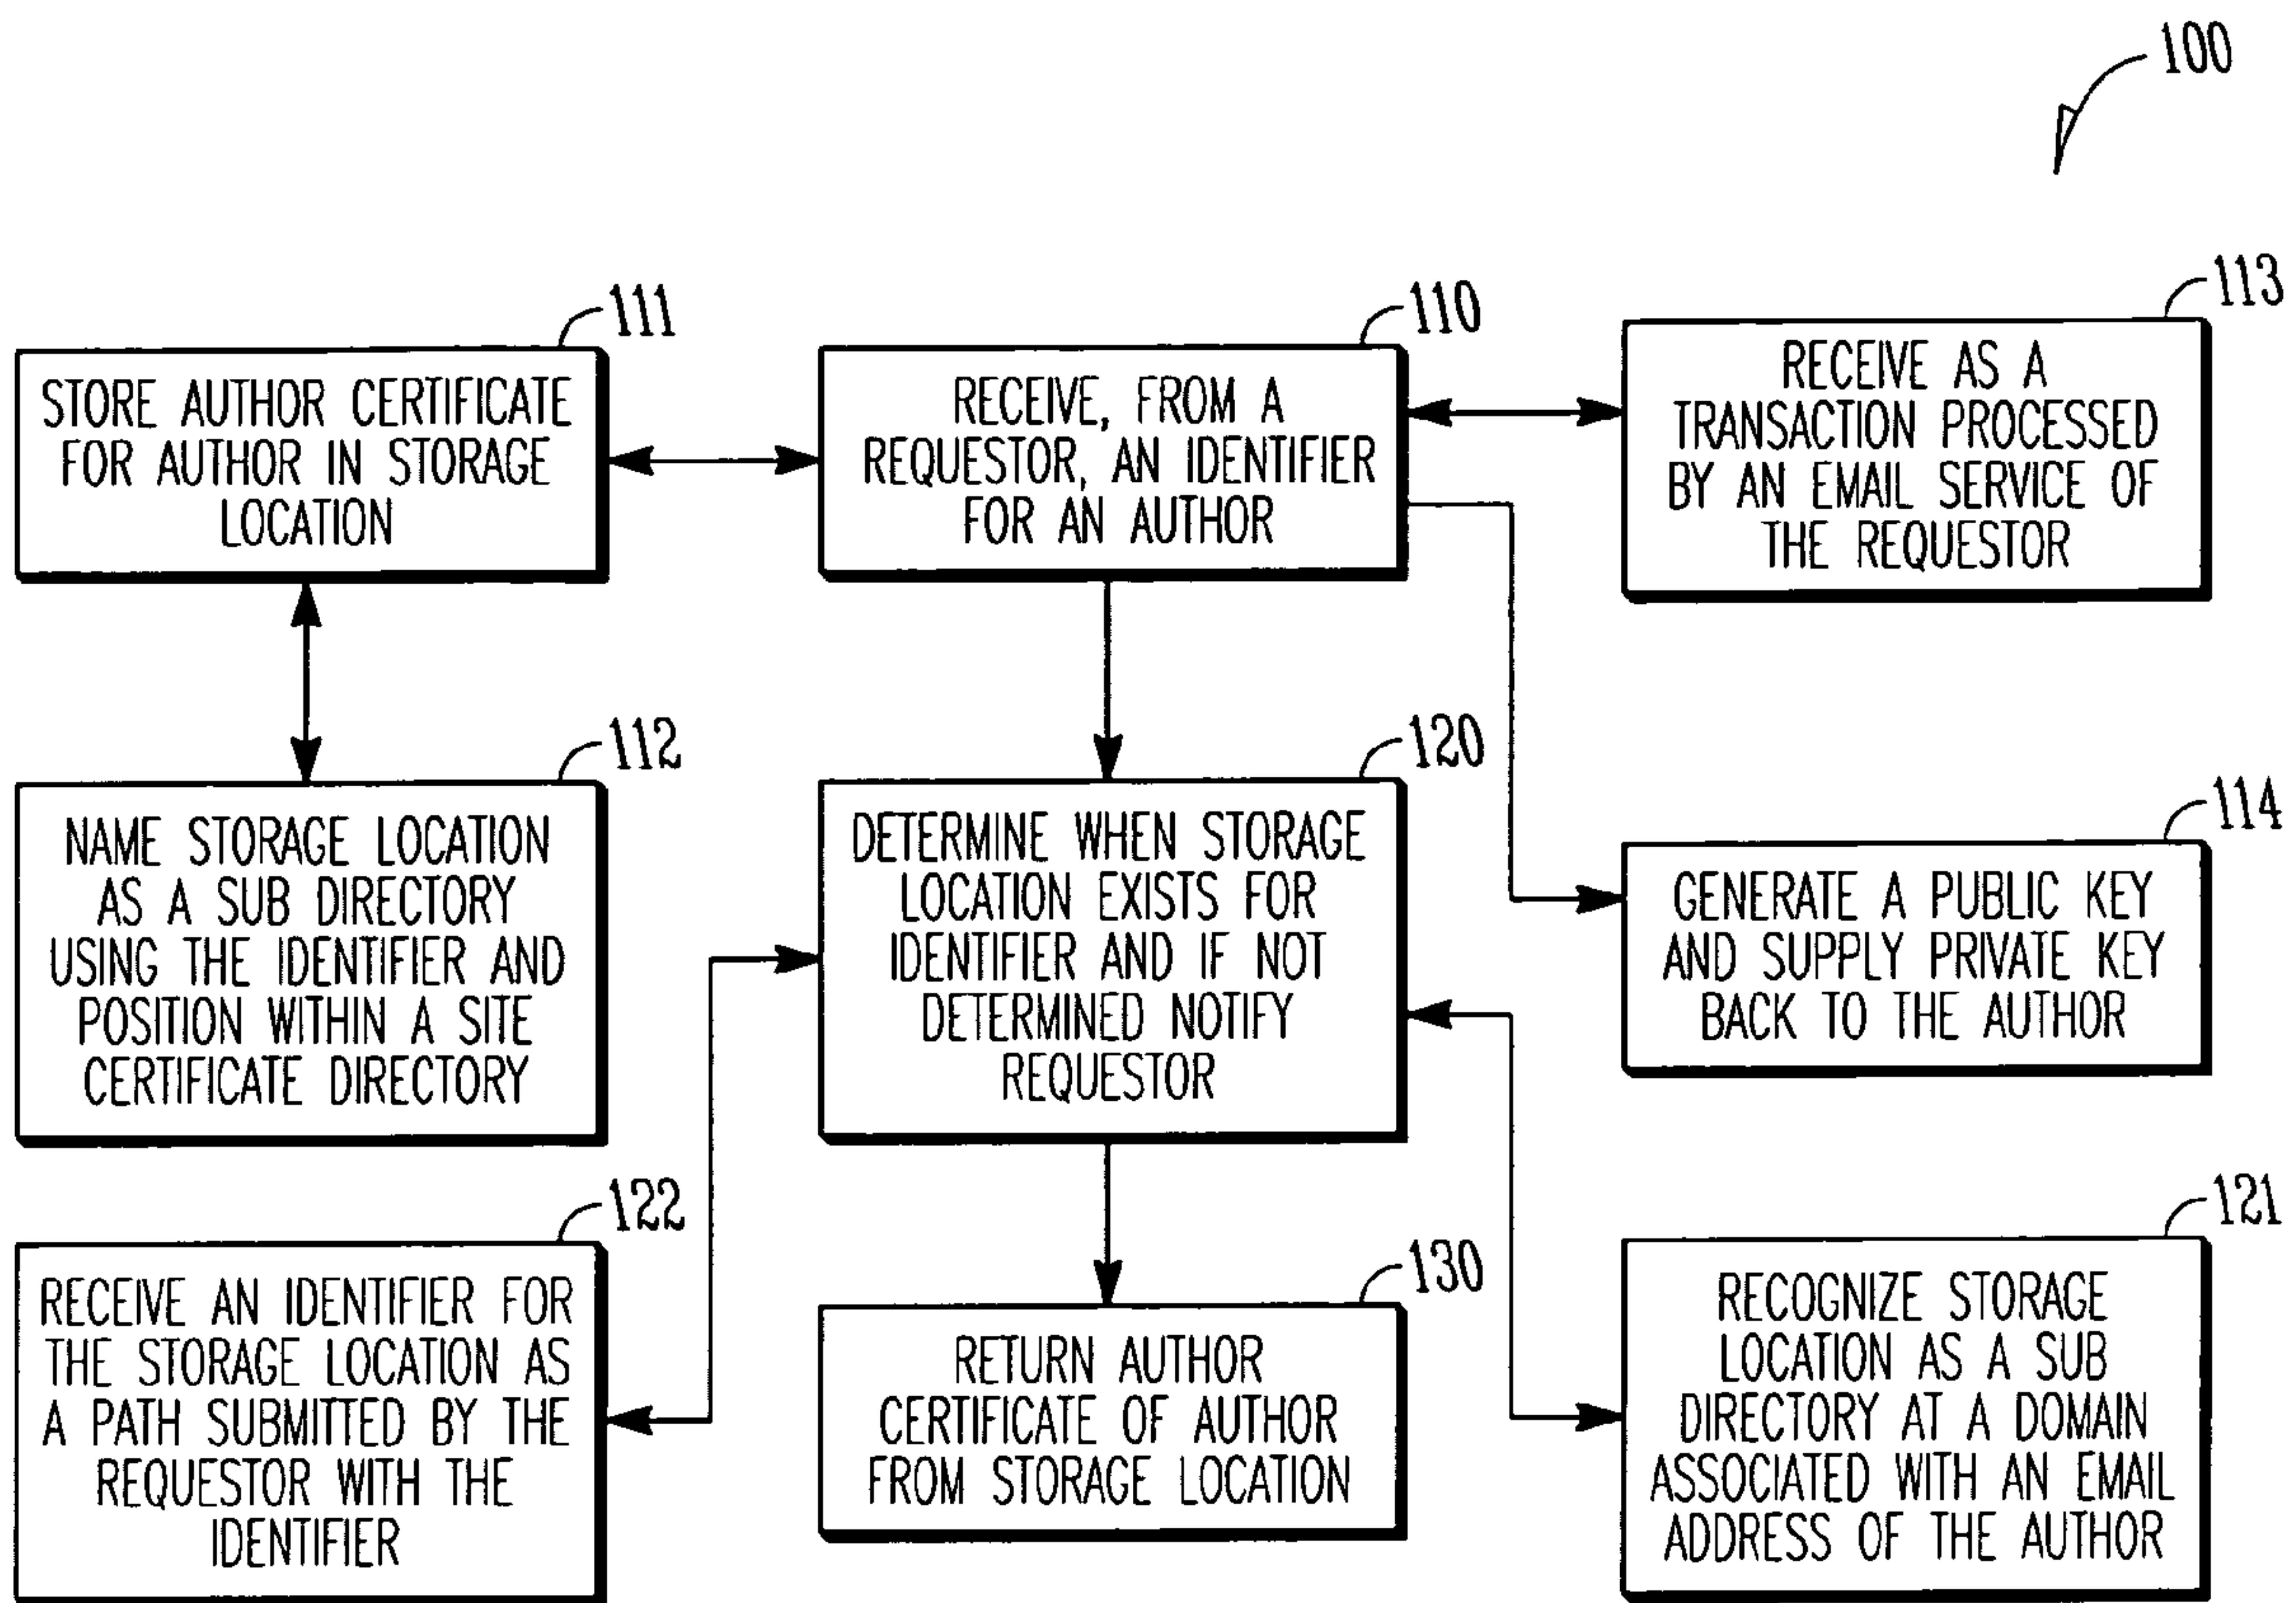 100
111
STORE AUTHOR CERTIFICATE
FOR AUTHOR IN STORAGE
LOCATION
110
RECEIVE, FROM A
REQUESTOR, AN IDENTIFIER
FOR AN AUTHOR
113
RECEIVE AS A
TRANSACTION PROCESSED
BY AN EMAIL SERVICE OF
THE REQUESTOR
112
NAME STORAGE LOCATION
AS A SUB DIRECTORY
USING THE IDENTIFIER AND
POSITION WITHIN A SITE
CERTIFICATE DIRECTORY
120
DETERMINE WHEN STORAGE
LOCATION EXISTS FOR
IDENTIFIER AND IF NOT
DETERMINED NOTIFY
REQUESTOR
114
GENERATE A PUBLIC KEY
AND SUPPLY PRIVATE KEY
BACK TO THE AUTHOR
122
RECEIVE AN IDENTIFIER FOR
THE STORAGE LOCATION AS
A PATH SUBMITTED BY THE
REQUESTOR WITH THE
IDENTIFIER
130
RETURN AUTHOR
CERTIFICATE OF AUTHOR
FROM STORAGE LOCATION
121
RECOGNIZE STORAGE
LOCATION AS A SUB
DIRECTORY AT A DOMAIN
ASSOCIATED WITH AN EMAIL
ADDRESS OF THE AUTHOR